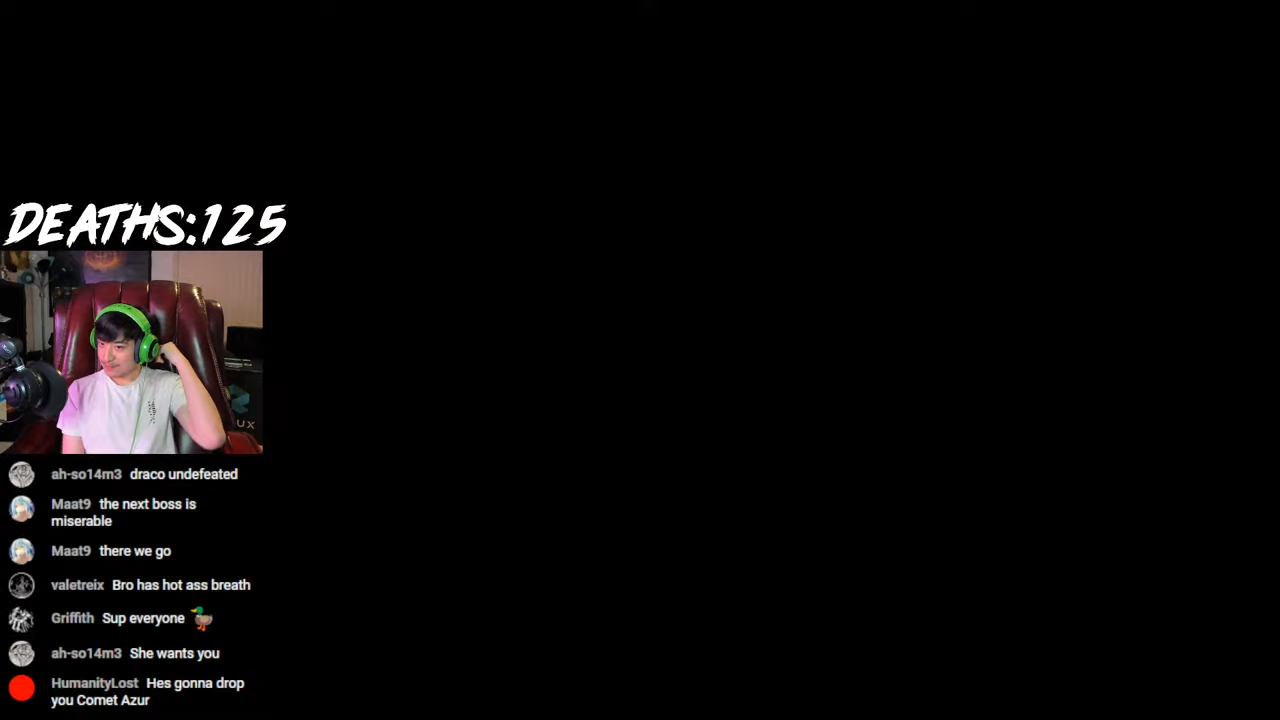 DEATHS:125
UX
ah-so14m3 draco undefeated
Maat9 the next boss is
miserable
Maat9 there we go
valetreix Bro has hot ass breath
Griffith Sup everyone 🦆
ah-so14m3 She wants you
HumanityLost Hes gonna drop
you Comet Azur